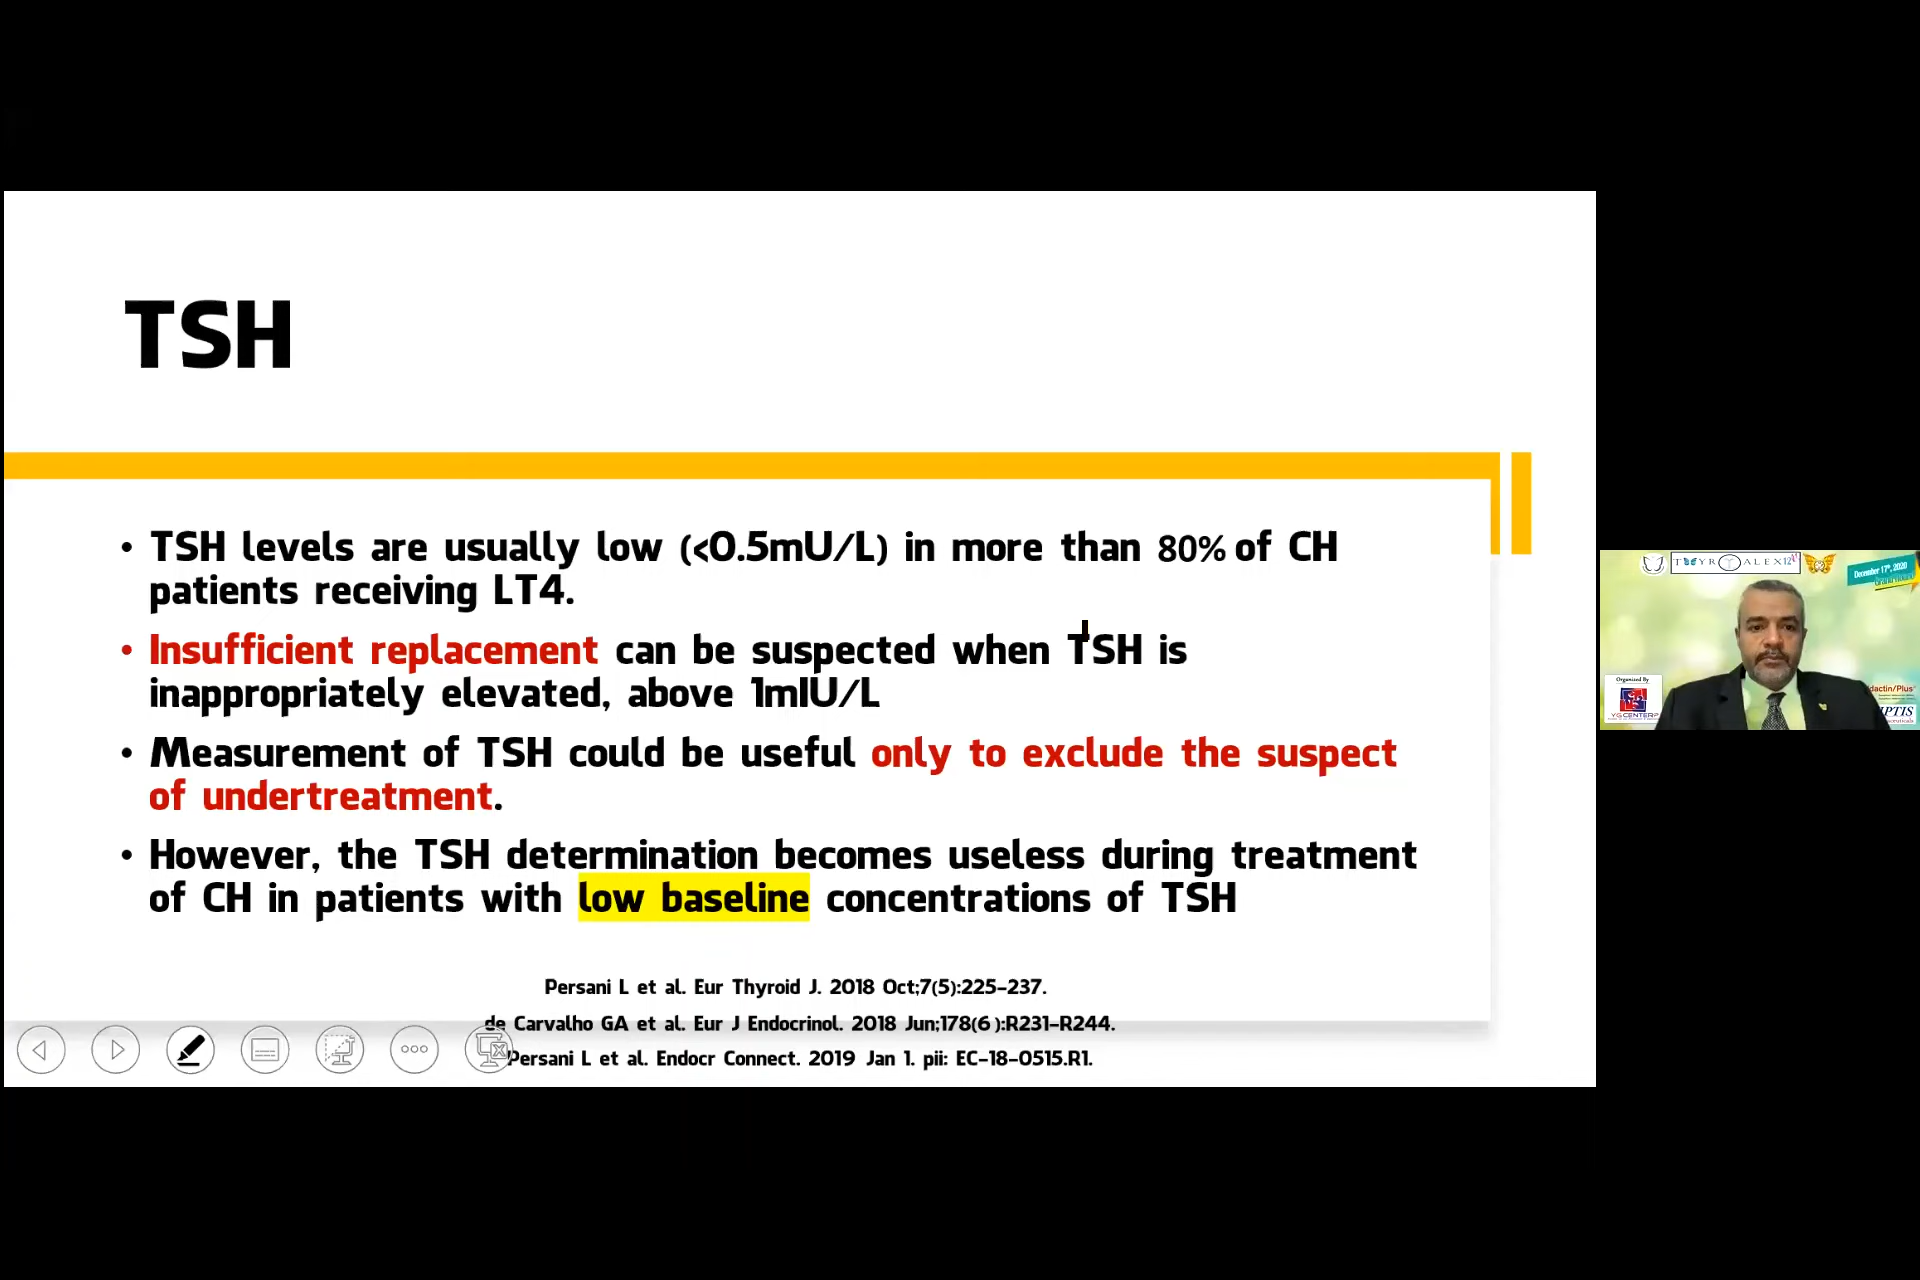 TSH
• TSH levels are usually low (<0.5mU/L) in more than 80% of CH
patients receiving LT4.
• Insufficient replacement can be suspected when TSH is
inappropriately elevated, above 1mIU/L
• Measurement of TSH could be useful only to exclude the suspect
of undertreatment.
• However, the TSH determination becomes useless during treatment
of CH in patients with low baseline concentrations of TSH
Persani L et al. Eur Thyroid J. 2018 Oct;7(5):225-237.
de Carvalho GA et al. Eur J Endocrinol. 2018 Jun;178(6):R231-R244.
Persani L et al. Endocr Connect. 2019 Jan 1. pii: EC-18-0515.R1.
December 17th, 2020
Organized By